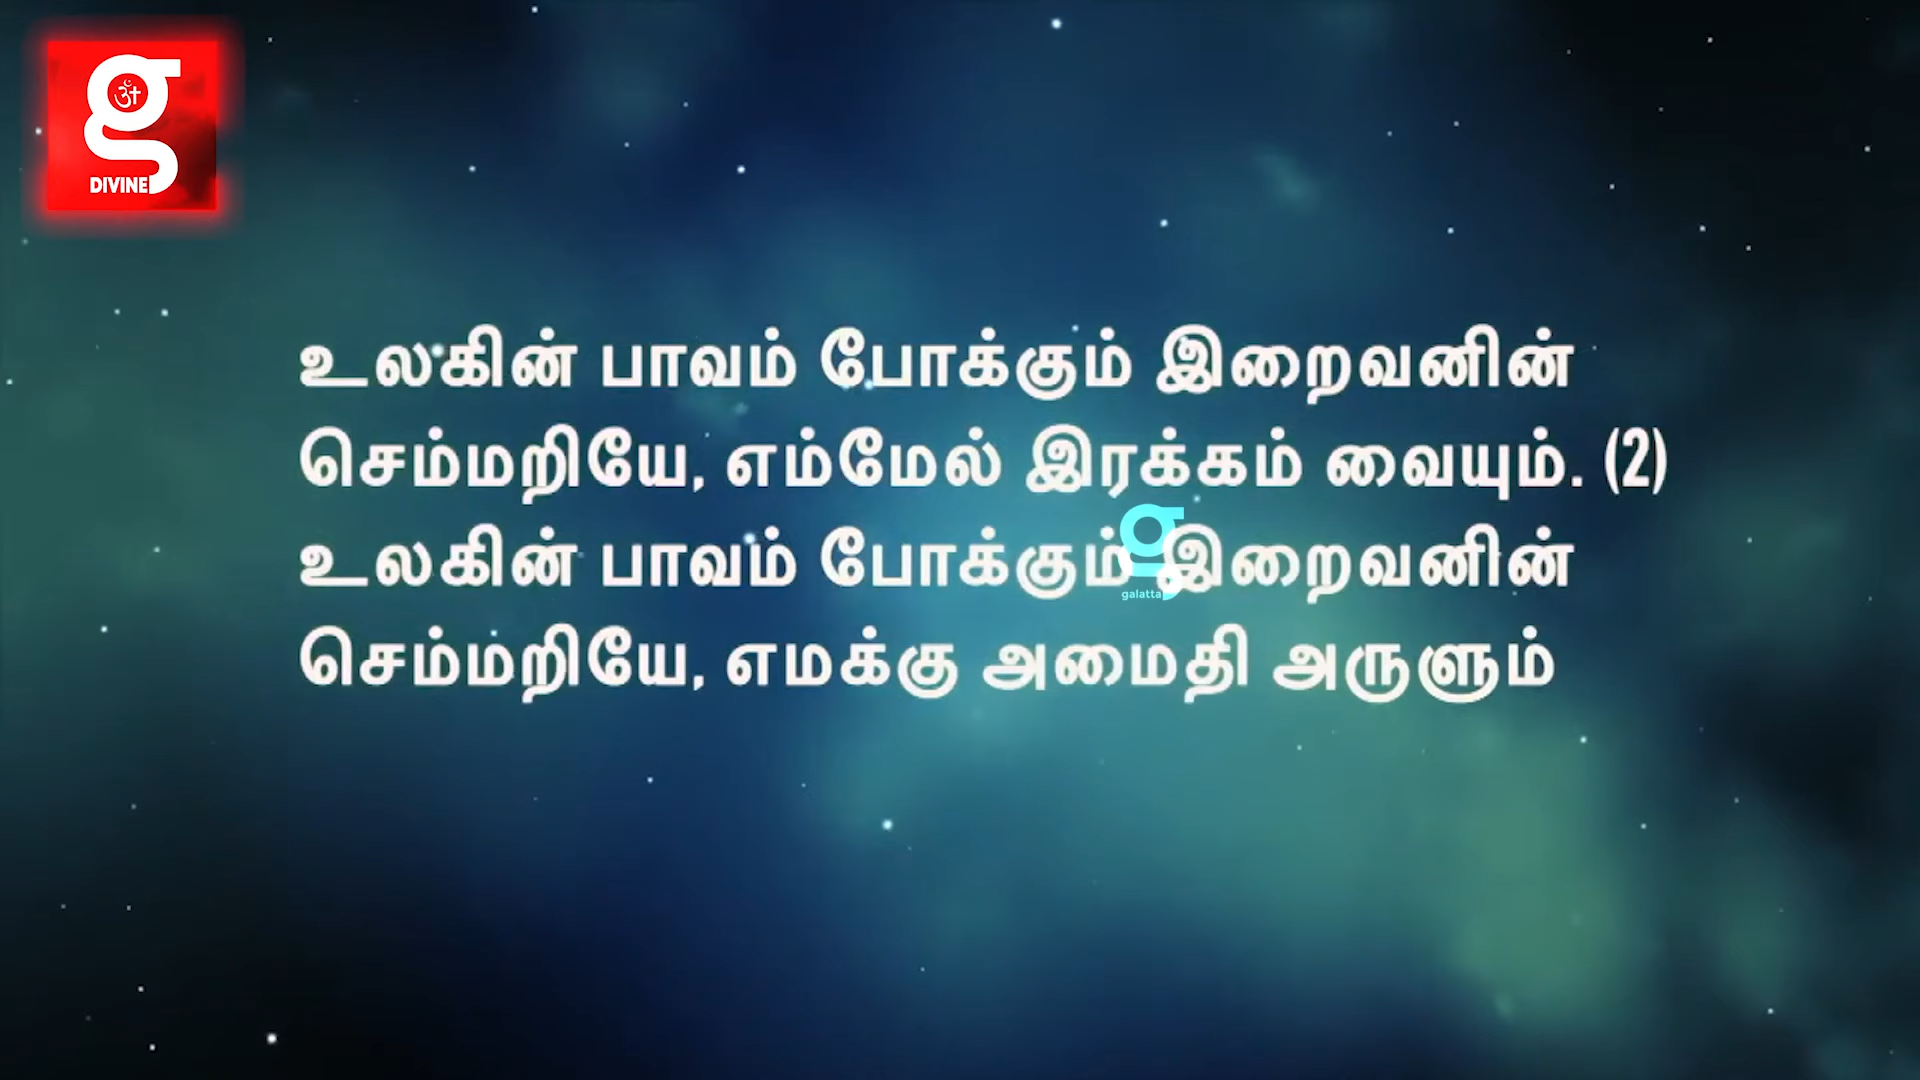 DIVINE
உலகின் பாவம் போக்கும் இறைவனின்
செம்மறியே, எம்மேல் இரக்கம் வையும். (2)
உலகின் பாவம் போக்கும் இறைவனின்
galatta
செம்மறியே, எமக்கு அமைதி அருளும்